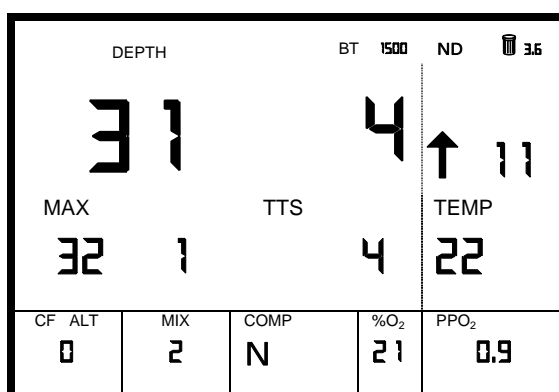 DEPTH BT 1500 ND 3.6
31 4 11
MAX TTS TEMP
32 1 4 22
CF ALT MIX COMP %O₂ PPO₂
0 2 N 21 0.9